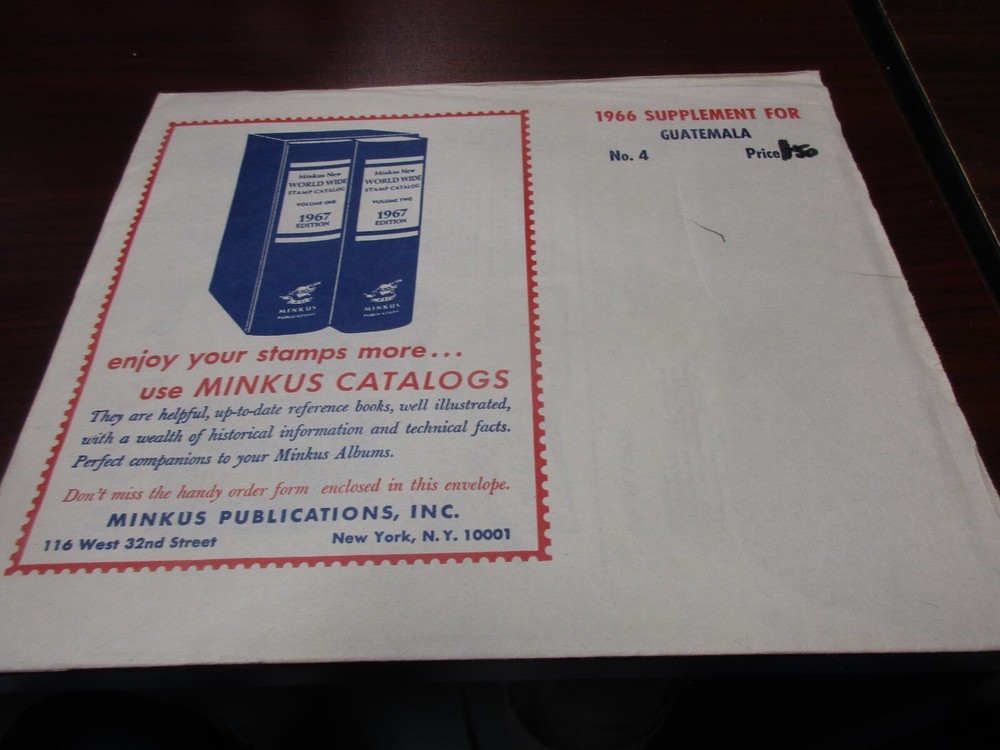 1966 SUPPLEMENT FOR
GUATEMALA
No. 4 Price 50
Minkus New
WORLD WIDE
STAMP CATALOG
VOLUME ONE
1967
EDITION
MINKUS
PUBLICATIONS
Minkus New
WORLD WIDE
STAMP CATALOG
VOLUME TWO
1967
EDITION
MINKUS
PUBLICATIONS
enjoy your stamps more...
use MINKUS CATALOGS
They are helpful, up-to-date reference books, well illustrated,
with a wealth of historical information and technical facts.
Perfect companions to your Minkus Albums.
Don't miss the handy order form enclosed in this envelope.
MINKUS PUBLICATIONS, INC.
116 West 32nd Street New York, N.Y. 10001